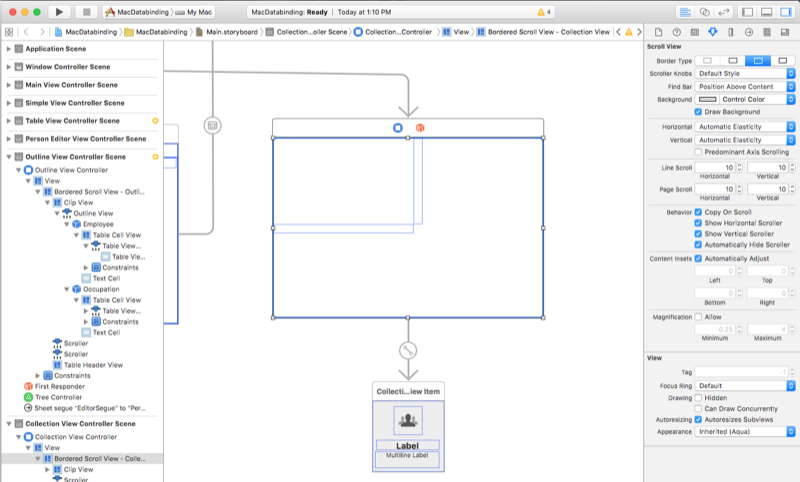 MacDatabinding
My Mac
MacDatabinding: Ready
Today at 1:10 PM
4
MacDatabinding
MacDatabinding
Main.storyboard
Collection...oller Scene
Collection...Controller
View
Bordered Scroll View - Collection View
Application Scene
Window Controller Scene
Main View Controller Scene
Simple View Controller Scene
Table View Controller Scene
Person Editor View Controller Scene
Outline View Controller Scene
Outline View Controller
View
Bordered Scroll View - Outli...
Clip View
Outline View
Employee
Table Cell View
Table View...
Table Vie...
Constraints
Text Cell
Occupation
Table Cell View
Table View...
Constraints
Text Cell
Scroller
Scroller
Table Header View
Constraints
First Responder
Tree Controller
Sheet segue "EditorSegue" to "Per...
Collection View Controller Scene
Collection View Controller
View
Bordered Scroll View - Colle...
Clip View
Scroller
Collecti...iew Item
Label
Multiline Label
Scroll View
Border Type
Scroller Knobs Default Style
Find Bar Position Above Content
Background Control Color
Draw Background
Horizontal Automatic Elasticity
Vertical Automatic Elasticity
Predominant Axis Scrolling
Line Scroll 10 10
Horizontal Vertical
Page Scroll 10 10
Horizontal Vertical
Behavior Copy On Scroll
Show Horizontal Scroller
Show Vertical Scroller
Automatically Hide Scroller
Content Insets Automatically Adjust
0 0
Left Top
0 0
Bottom Right
Magnification Allow
0.25 4
Minimum Maximum
View
Tag -1
Focus Ring Default
Drawing Hidden
Can Draw Concurrently
Autoresizing Autoresizes Subviews
Appearance Inherited (Aqua)